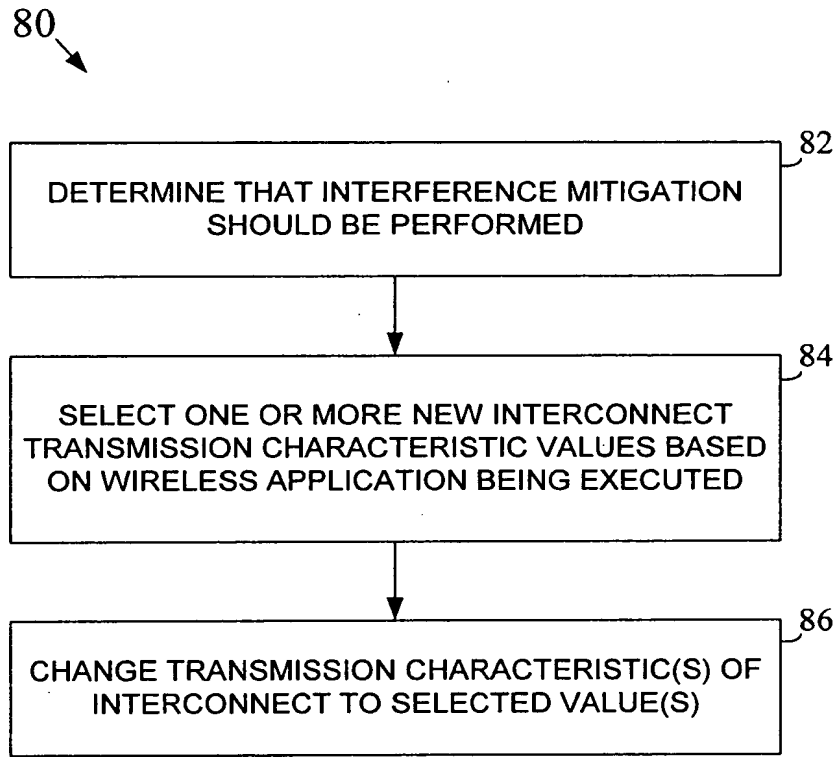 80
82
DETERMINE THAT INTERFERENCE MITIGATION
SHOULD BE PERFORMED
84
SELECT ONE OR MORE NEW INTERCONNECT
TRANSMISSION CHARACTERISTIC VALUES BASED
ON WIRELESS APPLICATION BEING EXECUTED
86
CHANGE TRANSMISSION CHARACTERISTIC(S) OF
INTERCONNECT TO SELECTED VALUE(S)